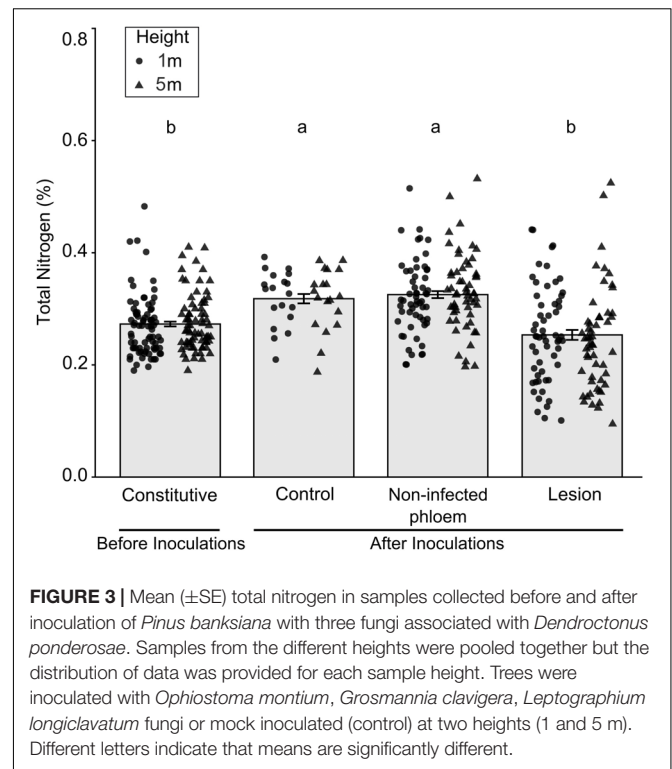 0.8
Height
1m
5m
b
a
a
b
0.6
Total Nitrogen (%)
0.4
0.2
0.0
Constitutive
Control
Non-infected
phloem
Lesion
Before Inoculations
After Inoculations
FIGURE 3 | Mean (±SE) total nitrogen in samples collected before and after
inoculation of Pinus banksiana with three fungi associated with Dendroctonus
ponderosae. Samples from the different heights were pooled together but the
distribution of data was provided for each sample height. Trees were
inoculated with Ophiostoma montium, Grosmannia clavigera, Leptographium
longiclavatum fungi or mock inoculated (control) at two heights (1 and 5 m).
Different letters indicate that means are significantly different.